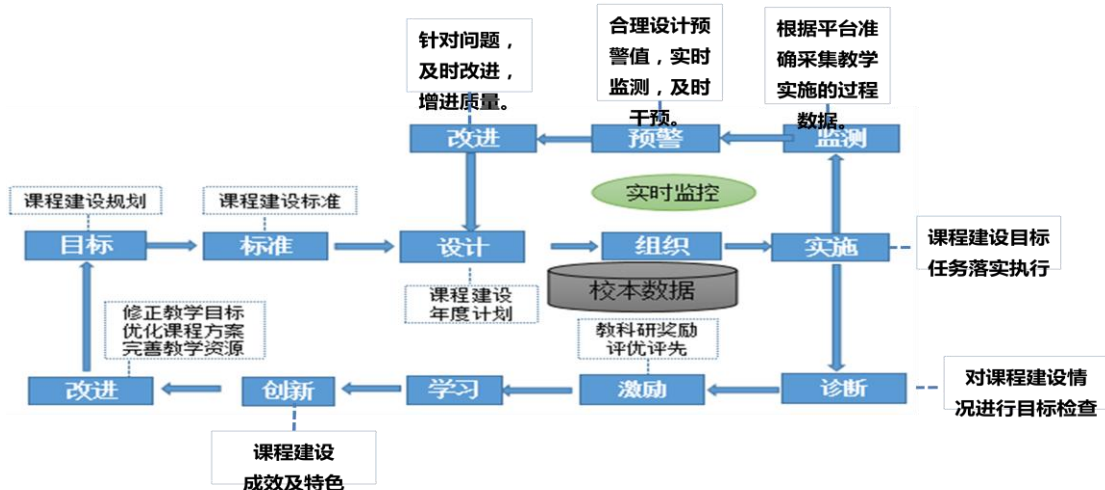 针对问题，
及时改进，
增进质量。
合理设计预
警值，实时
监测，及时
干预。
根据平台准
确采集教学
实施的过程
数据。
改进
预警
监测
实时监控
课程建设规划
课程建设标准
目标
标准
设计
组织
实施
课程建设目标
任务落实执行
校本数据
课程建设
年度计划
修正教学目标
优化课程方案
完善教学资源
教科研奖励
评优评先
改进
创新
学习
激励
诊断
对课程建设情
况进行目标检查
课程建设
成效及特色